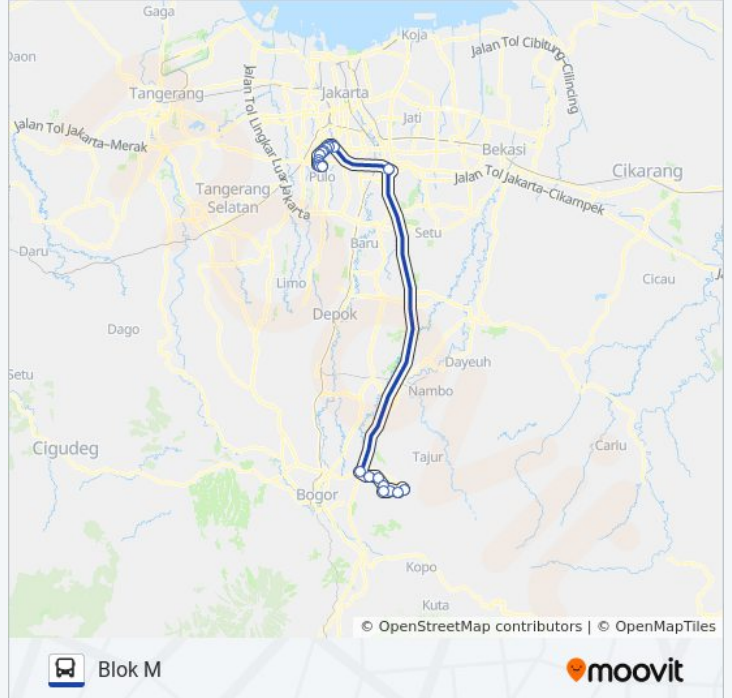 Gaga
Koja
Jalan Tol Cibitung-Cilincing
Daon
Tangerang
Jakarta
Jati
Jalan Tol Jakarta-Merak
Jalan Tol Lingkar Luar Jakarta
Bekasi
Cikarang
Pulo
Jalan Tol Jakarta-Cikampek
Tangerang
Selatan
Setu
Baru
Daru
Limo
Cicau
J
Depok
Dago
Dayeuh
Setu
Nambo
Cigudeg
Tajur
Carlu
Bogor
Kopo
Kuta
© OpenStreetMap contributors | © OpenMapTiles
Blok M
moovit